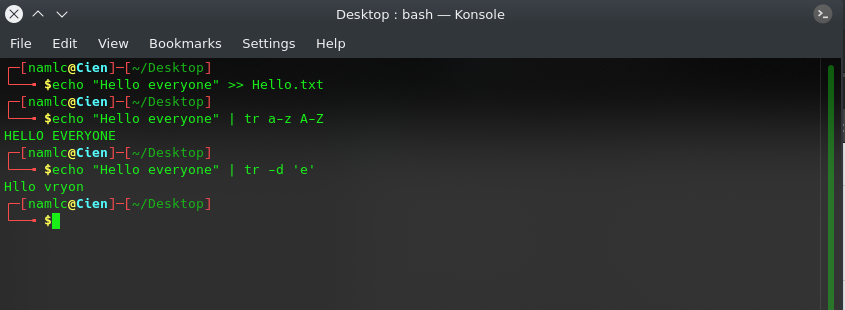 Desktop : bash — Konsole
File Edit View Bookmarks Settings Help
┌─[namlc@Cien]─[~/Desktop]
└──╼ $echo "Hello everyone" >> Hello.txt
┌─[namlc@Cien]─[~/Desktop]
└──╼ $echo "Hello everyone" | tr a-z A-Z
HELLO EVERYONE
┌─[namlc@Cien]─[~/Desktop]
└──╼ $echo "Hello everyone" | tr -d 'e'
Hllo vryon
┌─[namlc@Cien]─[~/Desktop]
└──╼ $